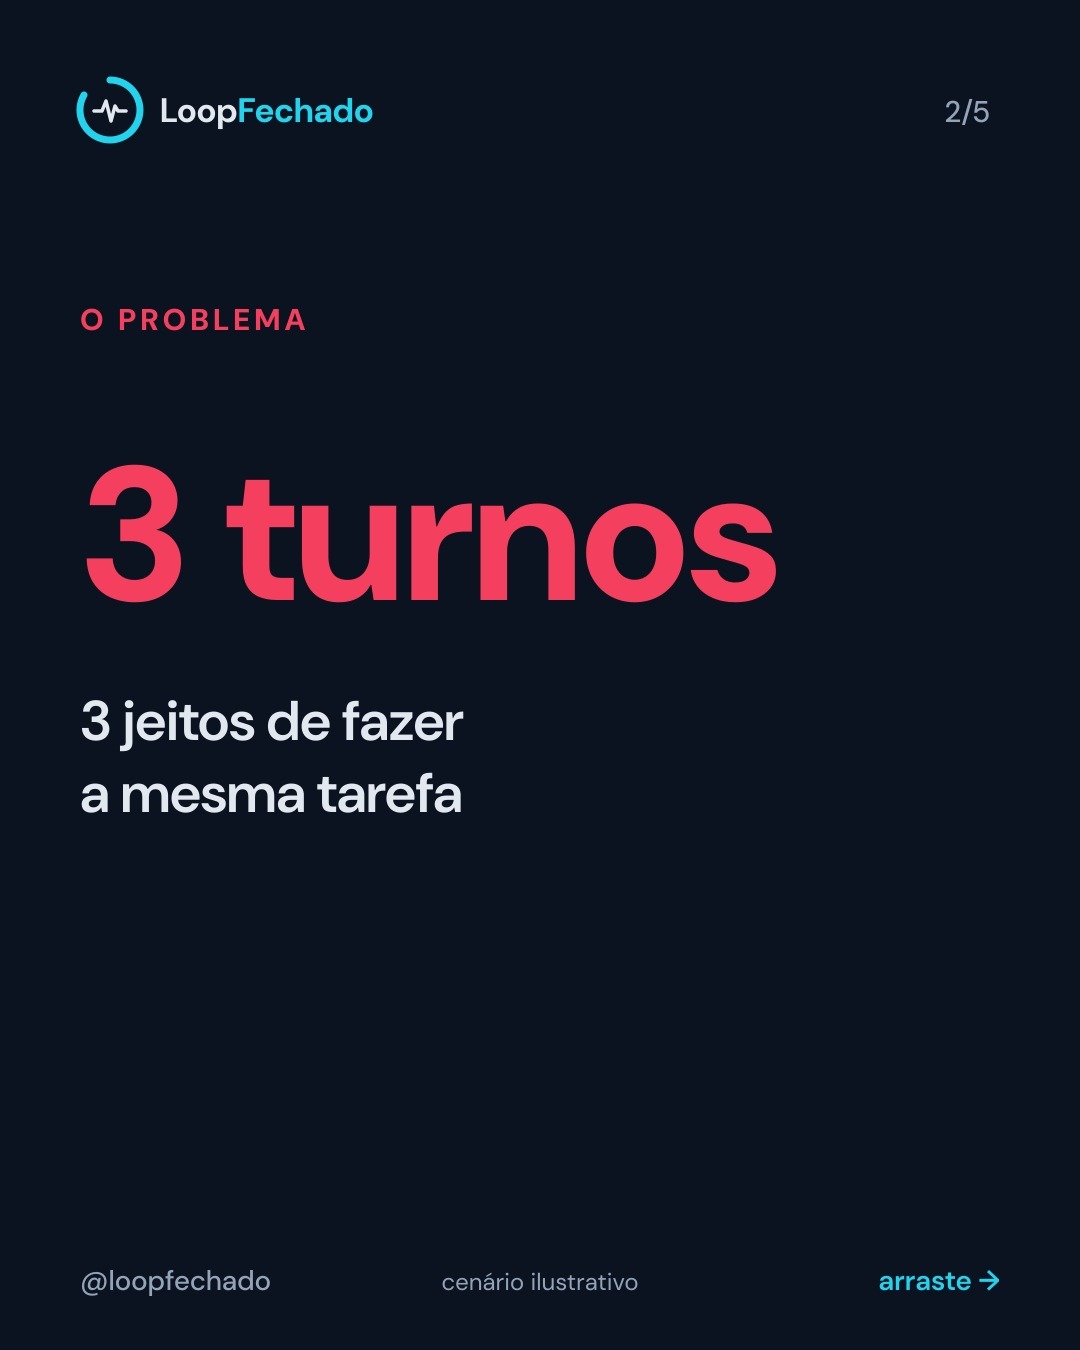 LoopFechado
2/5
O PROBLEMA
3 turnos
3 jeitos de fazer
a mesma tarefa
@loopfechado
cenário ilustrativo
arraste →